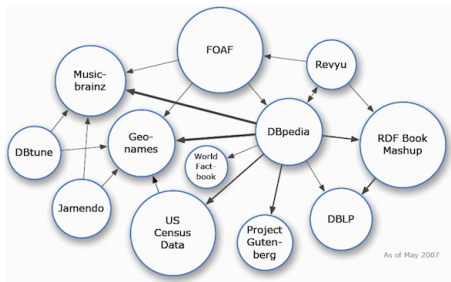 FOAF
Revyu
Music-
brainz
DBpedia
Geo-
names
RDF Book
Mashup
DBtune
World
Fact-
book
Jamendo
US
Census
Data
Project
Guten-
berg
DBLP
As of May 2007